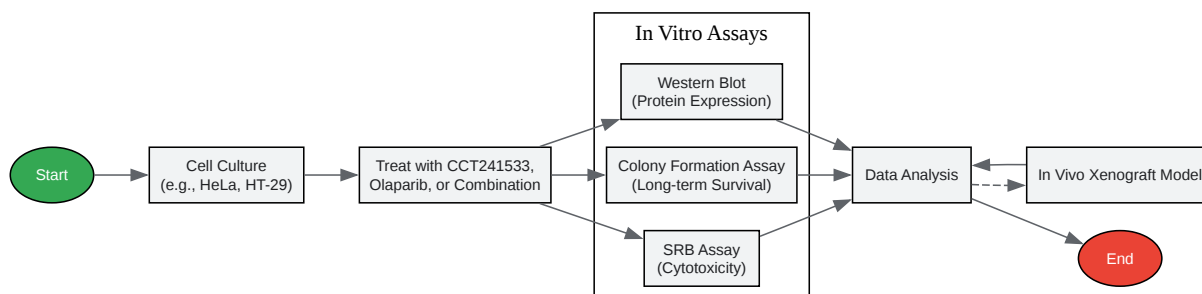 In Vitro Assays
Western Blot
(Protein Expression)
Start
Cell Culture
(e.g., HeLa, HT-29)
Treat with CCT241533,
Olaparib, or Combination
Colony Formation Assay
(Long-term Survival)
Data Analysis
In Vivo Xenograft Model
SRB Assay
(Cytotoxicity)
End